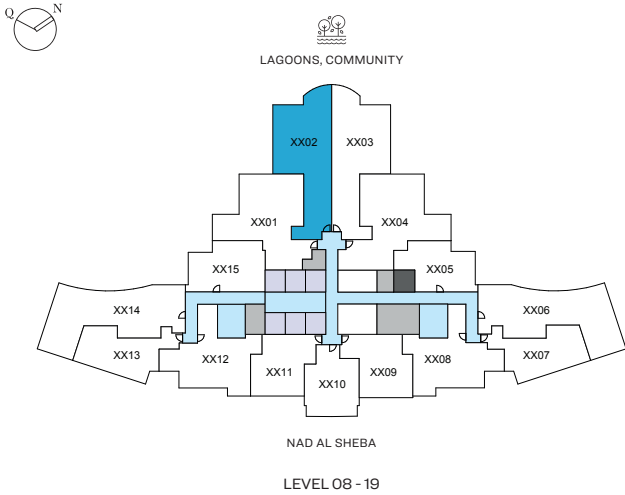 Q N
LAGOONS, COMMUNITY
XX02 XX03
XX01 XX04
XX15 XX05
XX14 XX06
XX13 XX12 XX11 XX10 XX09 XX08 XX07
NAD AL SHEBA
LEVEL 08 - 19